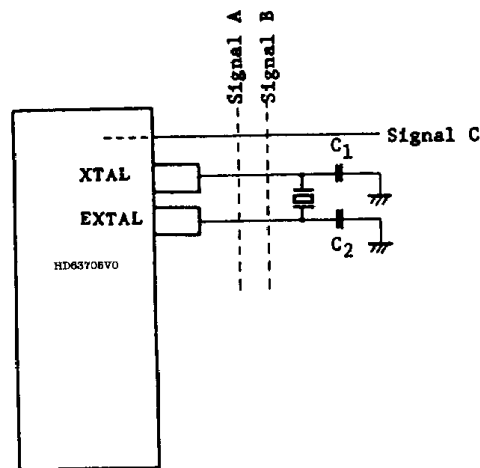 Signal A
Signal B
Signal C
C1
XTAL
EXTAL
C2
HD63705V0